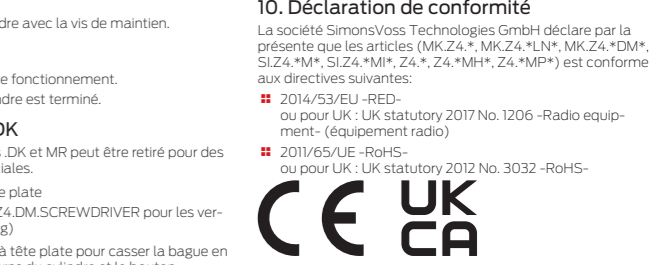 dre avec la vis de maintien.
e fonctionnement.
dre est terminé.
DK
s .DK et MR peut être retiré pour des
iales.
e plate
Z4.DM.SCREWDRIVER pour les ver-
g)
à tête plate pour casser la bague en
10. Déclaration de conformité
La société SimonsVoss Technologies GmbH déclare par la
présente que les articles (MK.Z4.*, MK.Z4.*LN*, MK.Z4.*DM*,
SI.Z4.*M*, SI.Z4.*MI*, Z4.*, Z4.*MH*, Z4.*MP*) est conforme
aux directives suivantes:
2014/53/EU -RED-
ou pour UK : UK statutory 2017 No. 1206 -Radio equip-
ment- (équipement radio)
2011/65/UE -RoHS-
ou pour UK : UK statutory 2012 No. 3032 -RoHS-
CE UK
CA